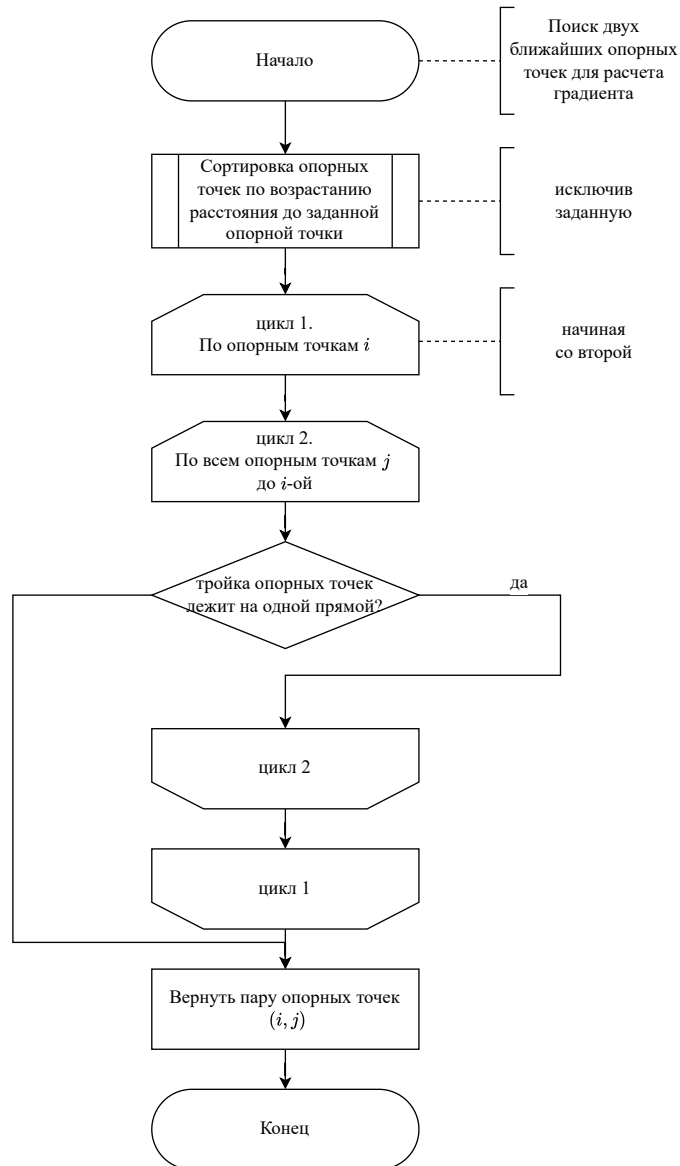 Начало
Поиск двух
ближайших опорных
точек для расчета
градиента
Сортировка опорных
точек по возрастанию
расстояния до заданной
опорной точки
исключив
заданную
цикл 1.
По опорным точкам i
начиная
со второй
цикл 2.
По всем опорным точкам j
до i-ой
тройка опорных точек
лежит на одной прямой?
да
цикл 2
цикл 1
Вернуть пару опорных точек
(i, j)
Конец